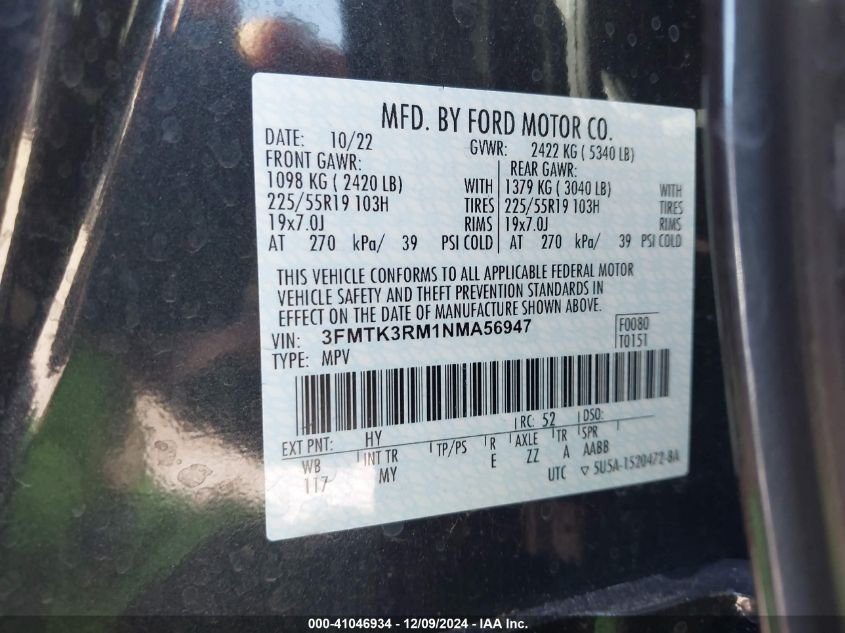 MFD. BY FORD MOTOR CO.
DATE: 10/22 GVWR: 2422 KG ( 5340 LB)
FRONT GAWR: REAR GAWR:
1098 KG ( 2420 LB) WITH 1379 KG ( 3040 LB) WITH
225/55R19 103H TIRES 225/55R19 103H TIRES
19x7.0J RIMS 19x7.0J RIMS
AT 270 kPa/ 39 PSI COLD AT 270 kPa/ 39 PSI COLD
THIS VEHICLE CONFORMS TO ALL APPLICABLE FEDERAL MOTOR
VEHICLE SAFETY AND THEFT PREVENTION STANDARDS IN
EFFECT ON THE DATE OF MANUFACTURE SHOWN ABOVE.
VIN: 3FMTK3RM1NMA56947 F0080
TYPE: MPV T0151
EXT PNT: HY RC: 52 DSO:
WB INT TR TP/PS R AXLE TR SPR
117 MY E ZZ A AABB
UTC 5U5A-1520472-BA
000-41046934 - 12/09/2024 - IAA Inc.